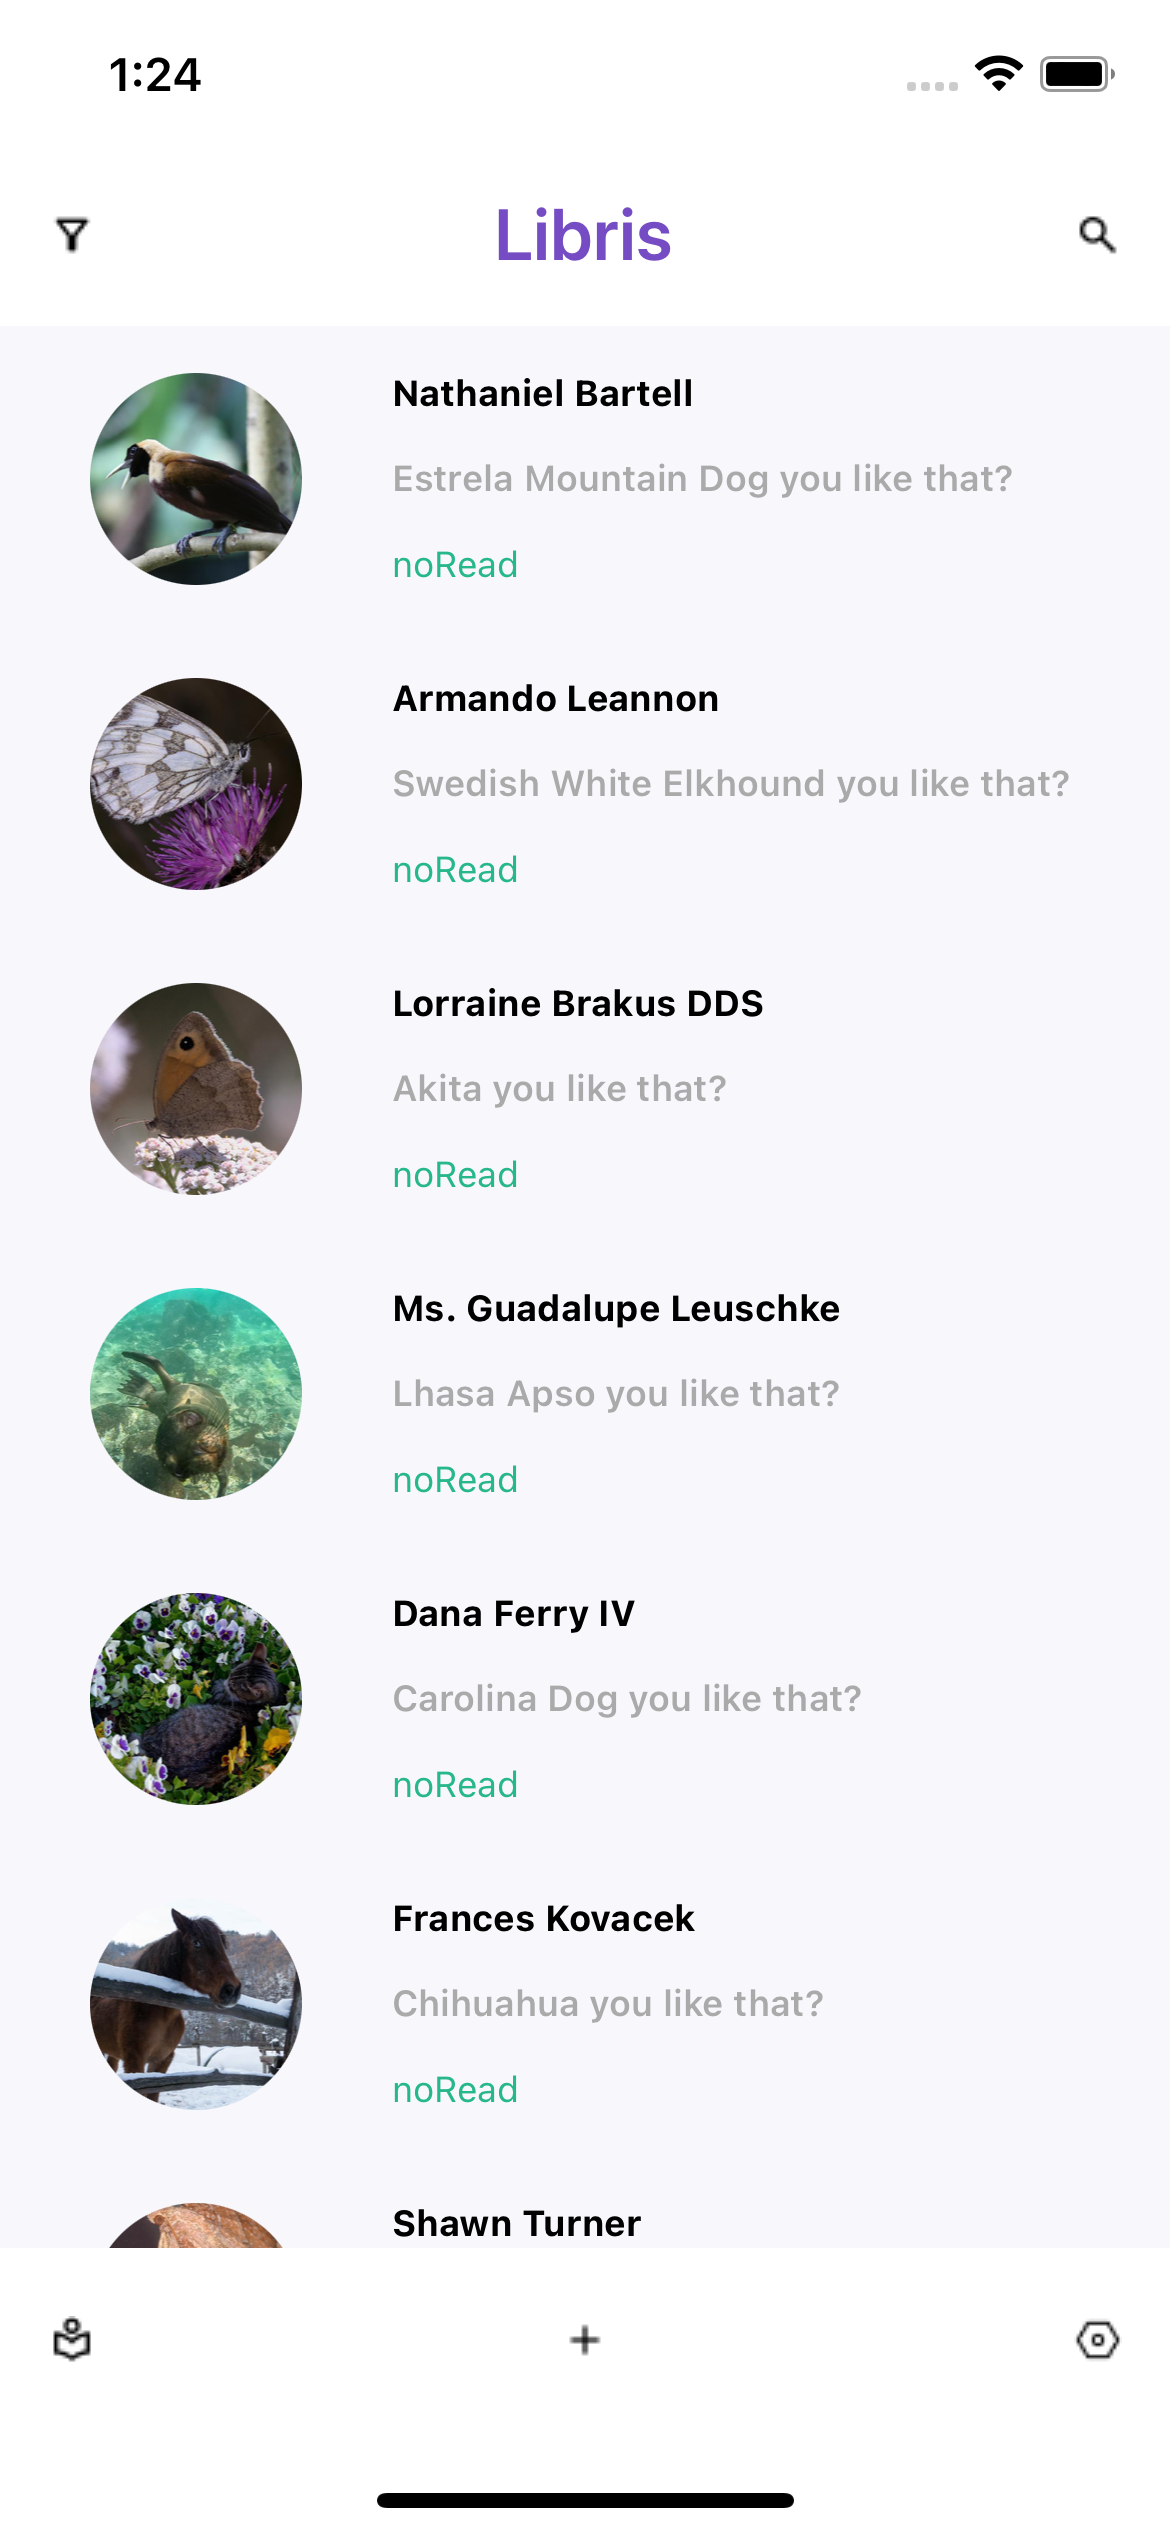 1:24
Libris
Nathaniel Bartell
Estrela Mountain Dog you like that?
noRead
Armando Leannon
Swedish White Elkhound you like that?
noRead
Lorraine Brakus DDS
Akita you like that?
noRead
Ms. Guadalupe Leuschke
Lhasa Apso you like that?
noRead
Dana Ferry IV
Carolina Dog you like that?
noRead
Frances Kovacek
Chihuahua you like that?
noRead
Shawn Turner